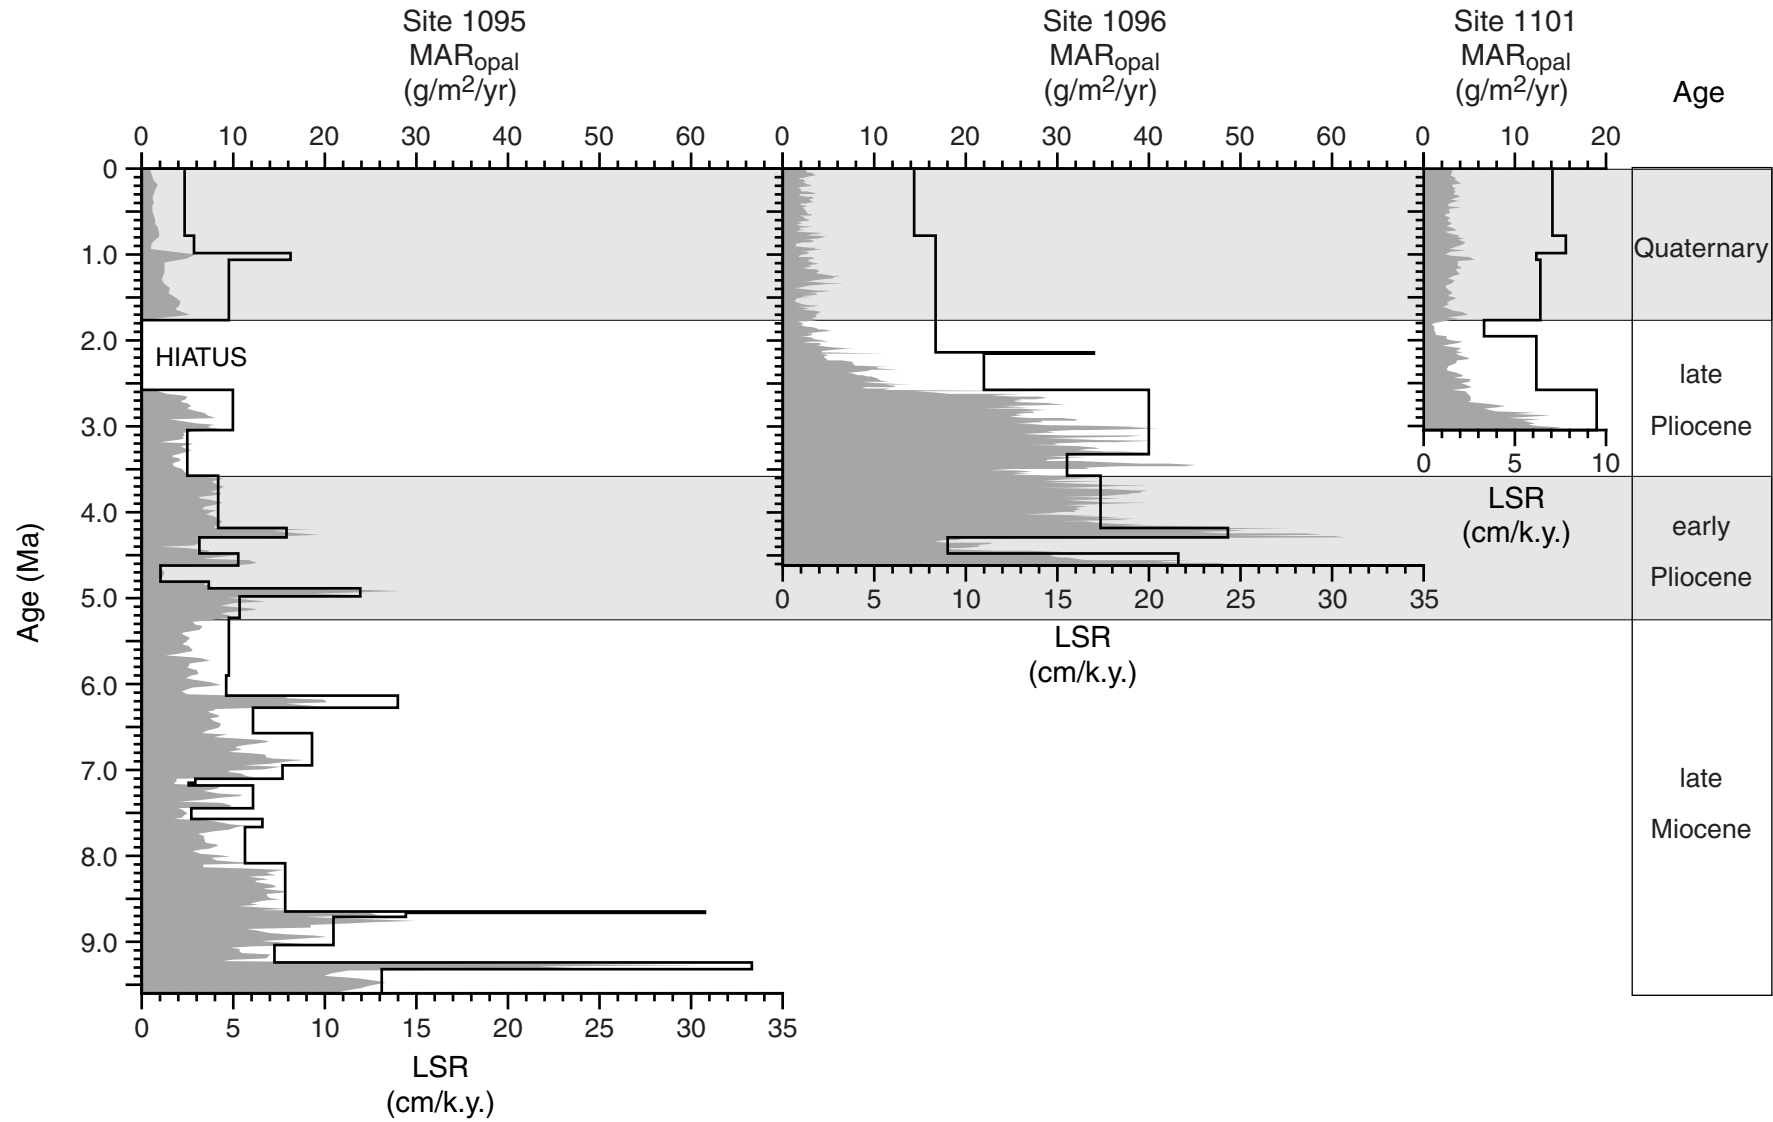 Site 1095
MARopal
(g/m2/yr)
Site 1096
MARopal
(g/m2/yr)
Site 1101
MARopal
(g/m2/yr)
Age
0 10 20 30 40 50 60
0 10 20 30 40 50 60
0 10 20
0
1.0
2.0
3.0
4.0
5.0
6.0
7.0
8.0
9.0
Age (Ma)
HIATUS
0 5 10 15 20 25 30 35
LSR
(cm/k.y.)
0 5 10 15 20 25 30 35
LSR
(cm/k.y.)
0 5 10
LSR
(cm/k.y.)
Quaternary
late
Pliocene
early
Pliocene
late
Miocene